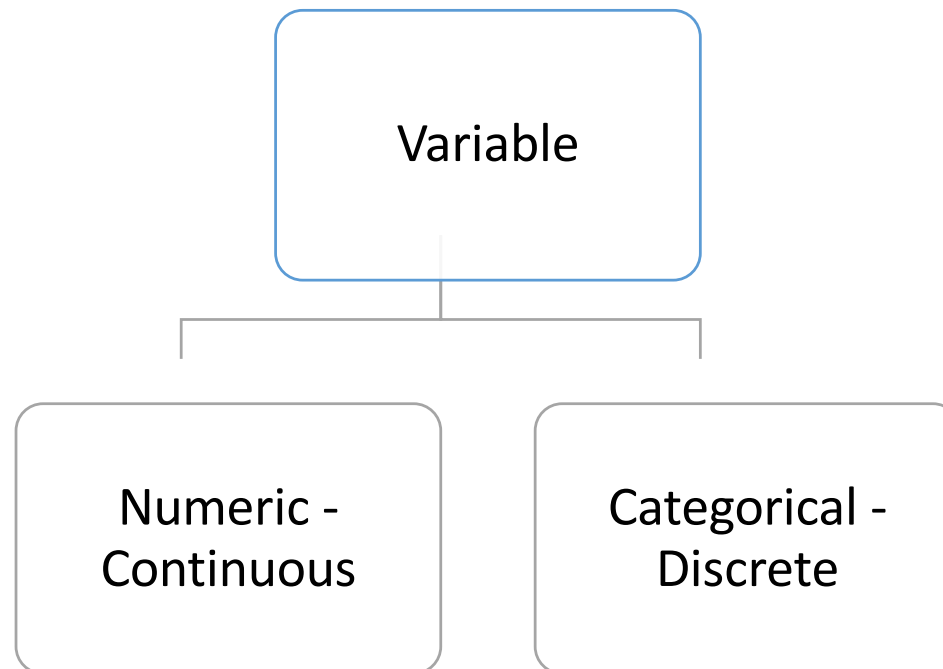 Variable
Numeric -
Continuous
Categorical -
Discrete